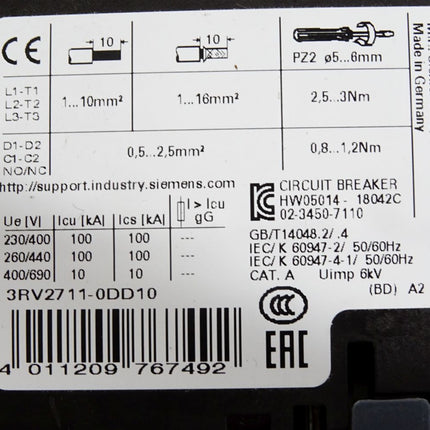 CE
10
10
PZ2 ø5...6mm
L1-T1
L2-T2
L3-T3
1...10mm²
1...16mm²
2,5...3Nm
D1-D2
C1-C2
NO/NC
0,5...2,5mm²
0,8...1,2Nm
Made in Germany
http://support.industry.siemens.com
CIRCUIT BREAKER
HW05014 - 18042C
02-3450-7110
Ue [V] Icu [kA] Ics [kA] I > Icu gG
230/400 100 100 ---
260/440 100 100 ---
400/690 10 10 ---
GB/T14048.2/ .4
IEC/ K 60947-2/ 50/60Hz
IEC/ K 60947-4-1/ 50/60Hz
CAT. A Uimp 6kV
(BD) A2
3RV2711-0DD10
CCC
EAC
4 011209 767492